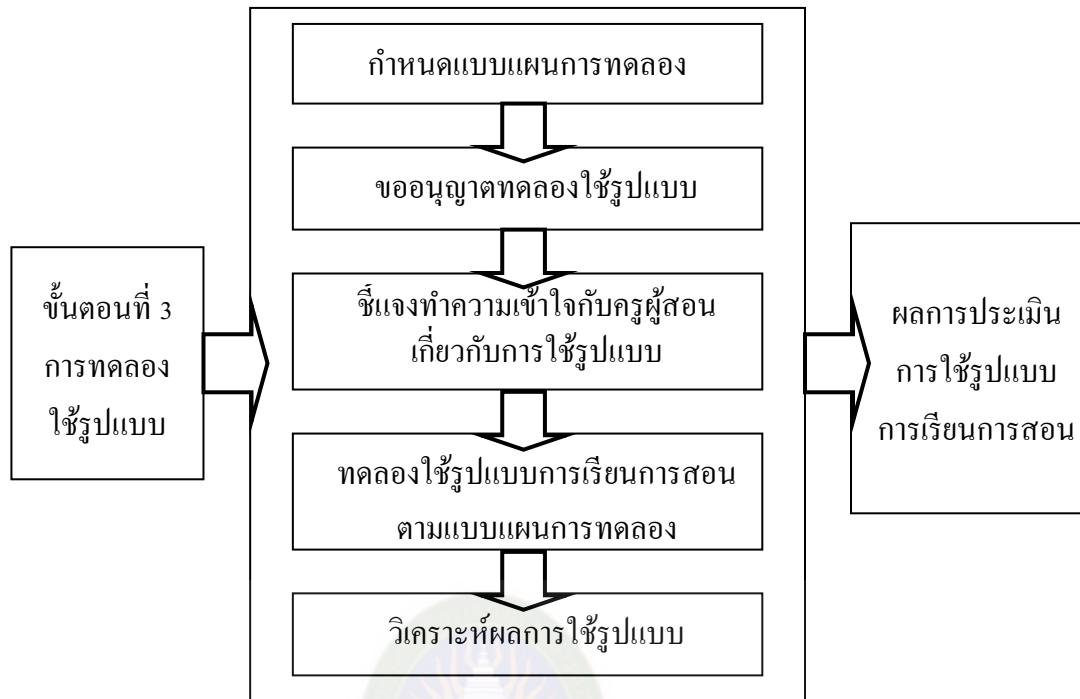 ขั้นตอนที่ 3
การทดลอง
ใช้รูปแบบ
กำหนดแบบแผนการทดลอง
ขออนุญาตทดลองใช้รูปแบบ
ชี้แจงทำความเข้าใจกับครูผู้สอน
เกี่ยวกับการใช้รูปแบบ
ทดลองใช้รูปแบบการเรียนการสอน
ตามแบบแผนการทดลอง
วิเคราะห์ผลการใช้รูปแบบ
ผลการประเมิน
การใช้รูปแบบ
การเรียนการสอน